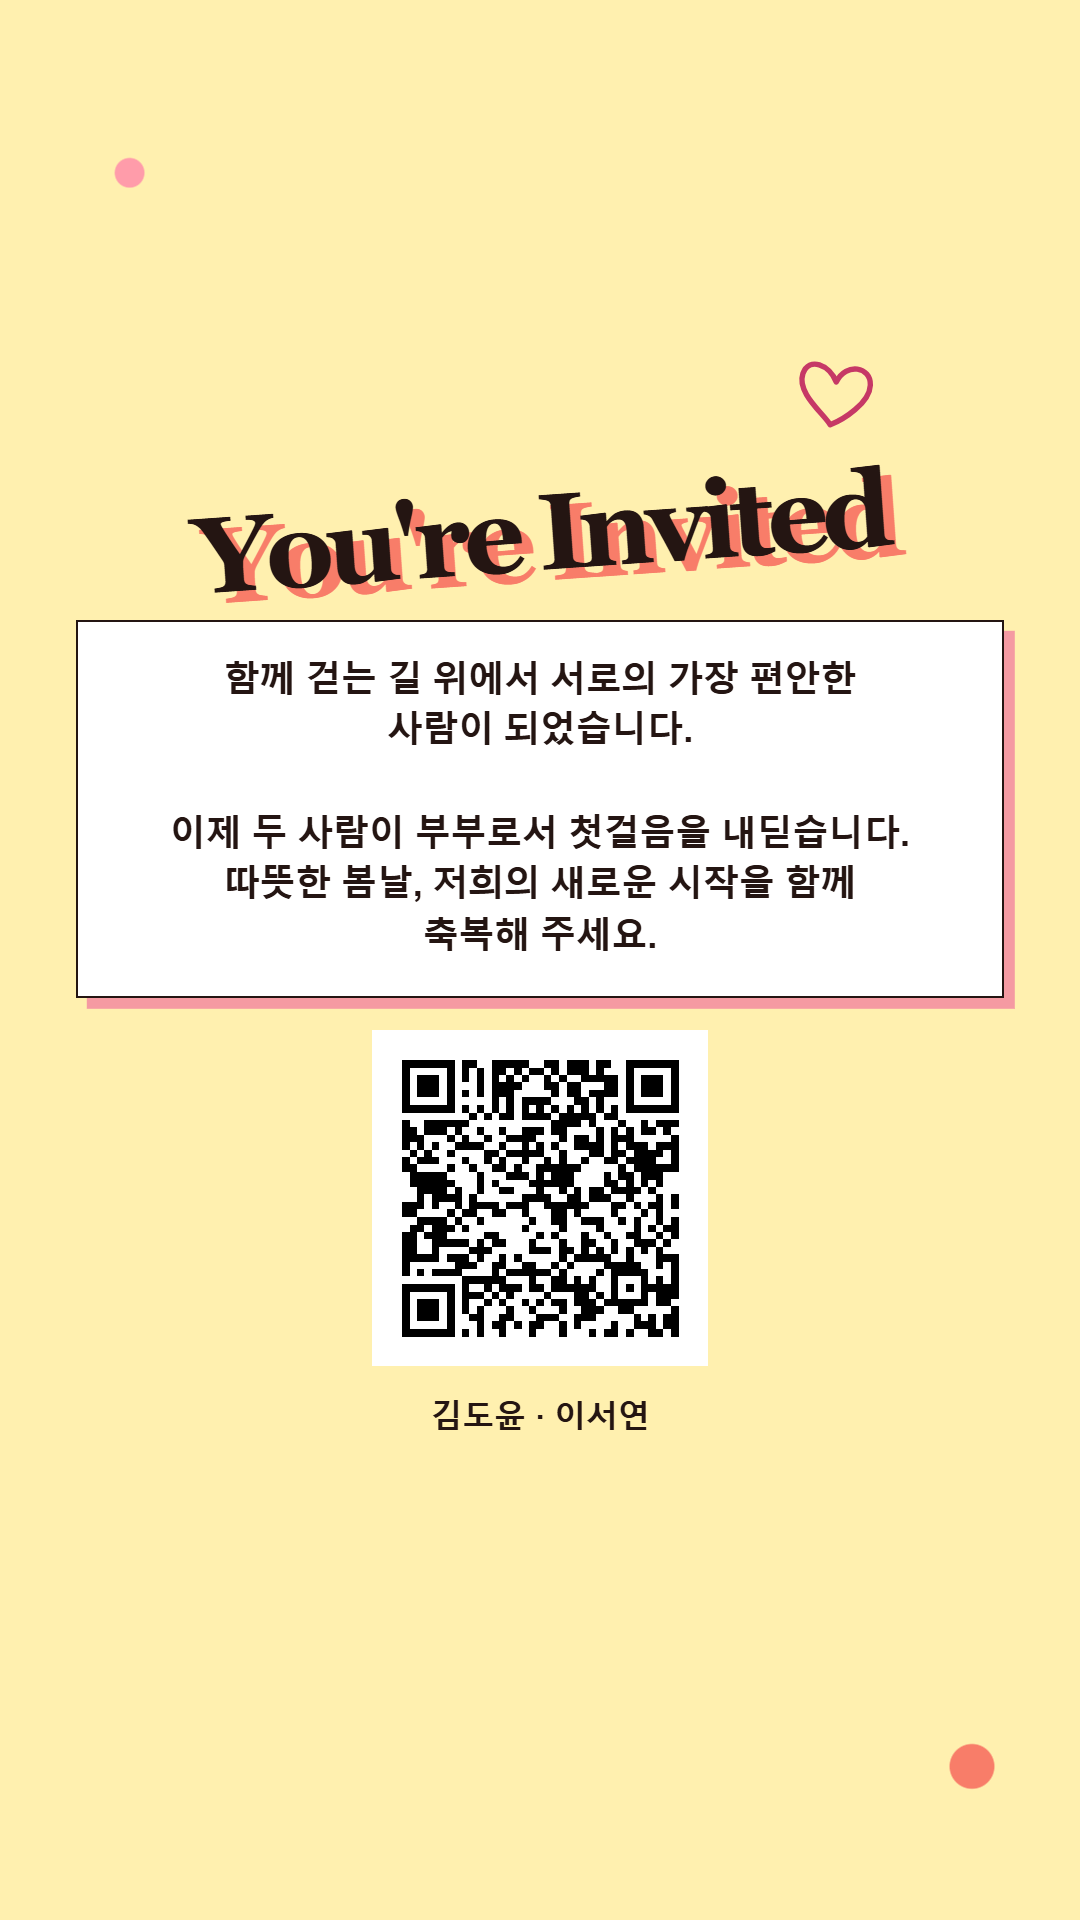 You're Invited
함께 걷는 길 위에서 서로의 가장 편안한
사람이 되었습니다.
이제 두 사람이 부부로서 첫걸음을 내딛습니다.
따뜻한 봄날, 저희의 새로운 시작을 함께
축복해 주세요.
김도윤 · 이서연